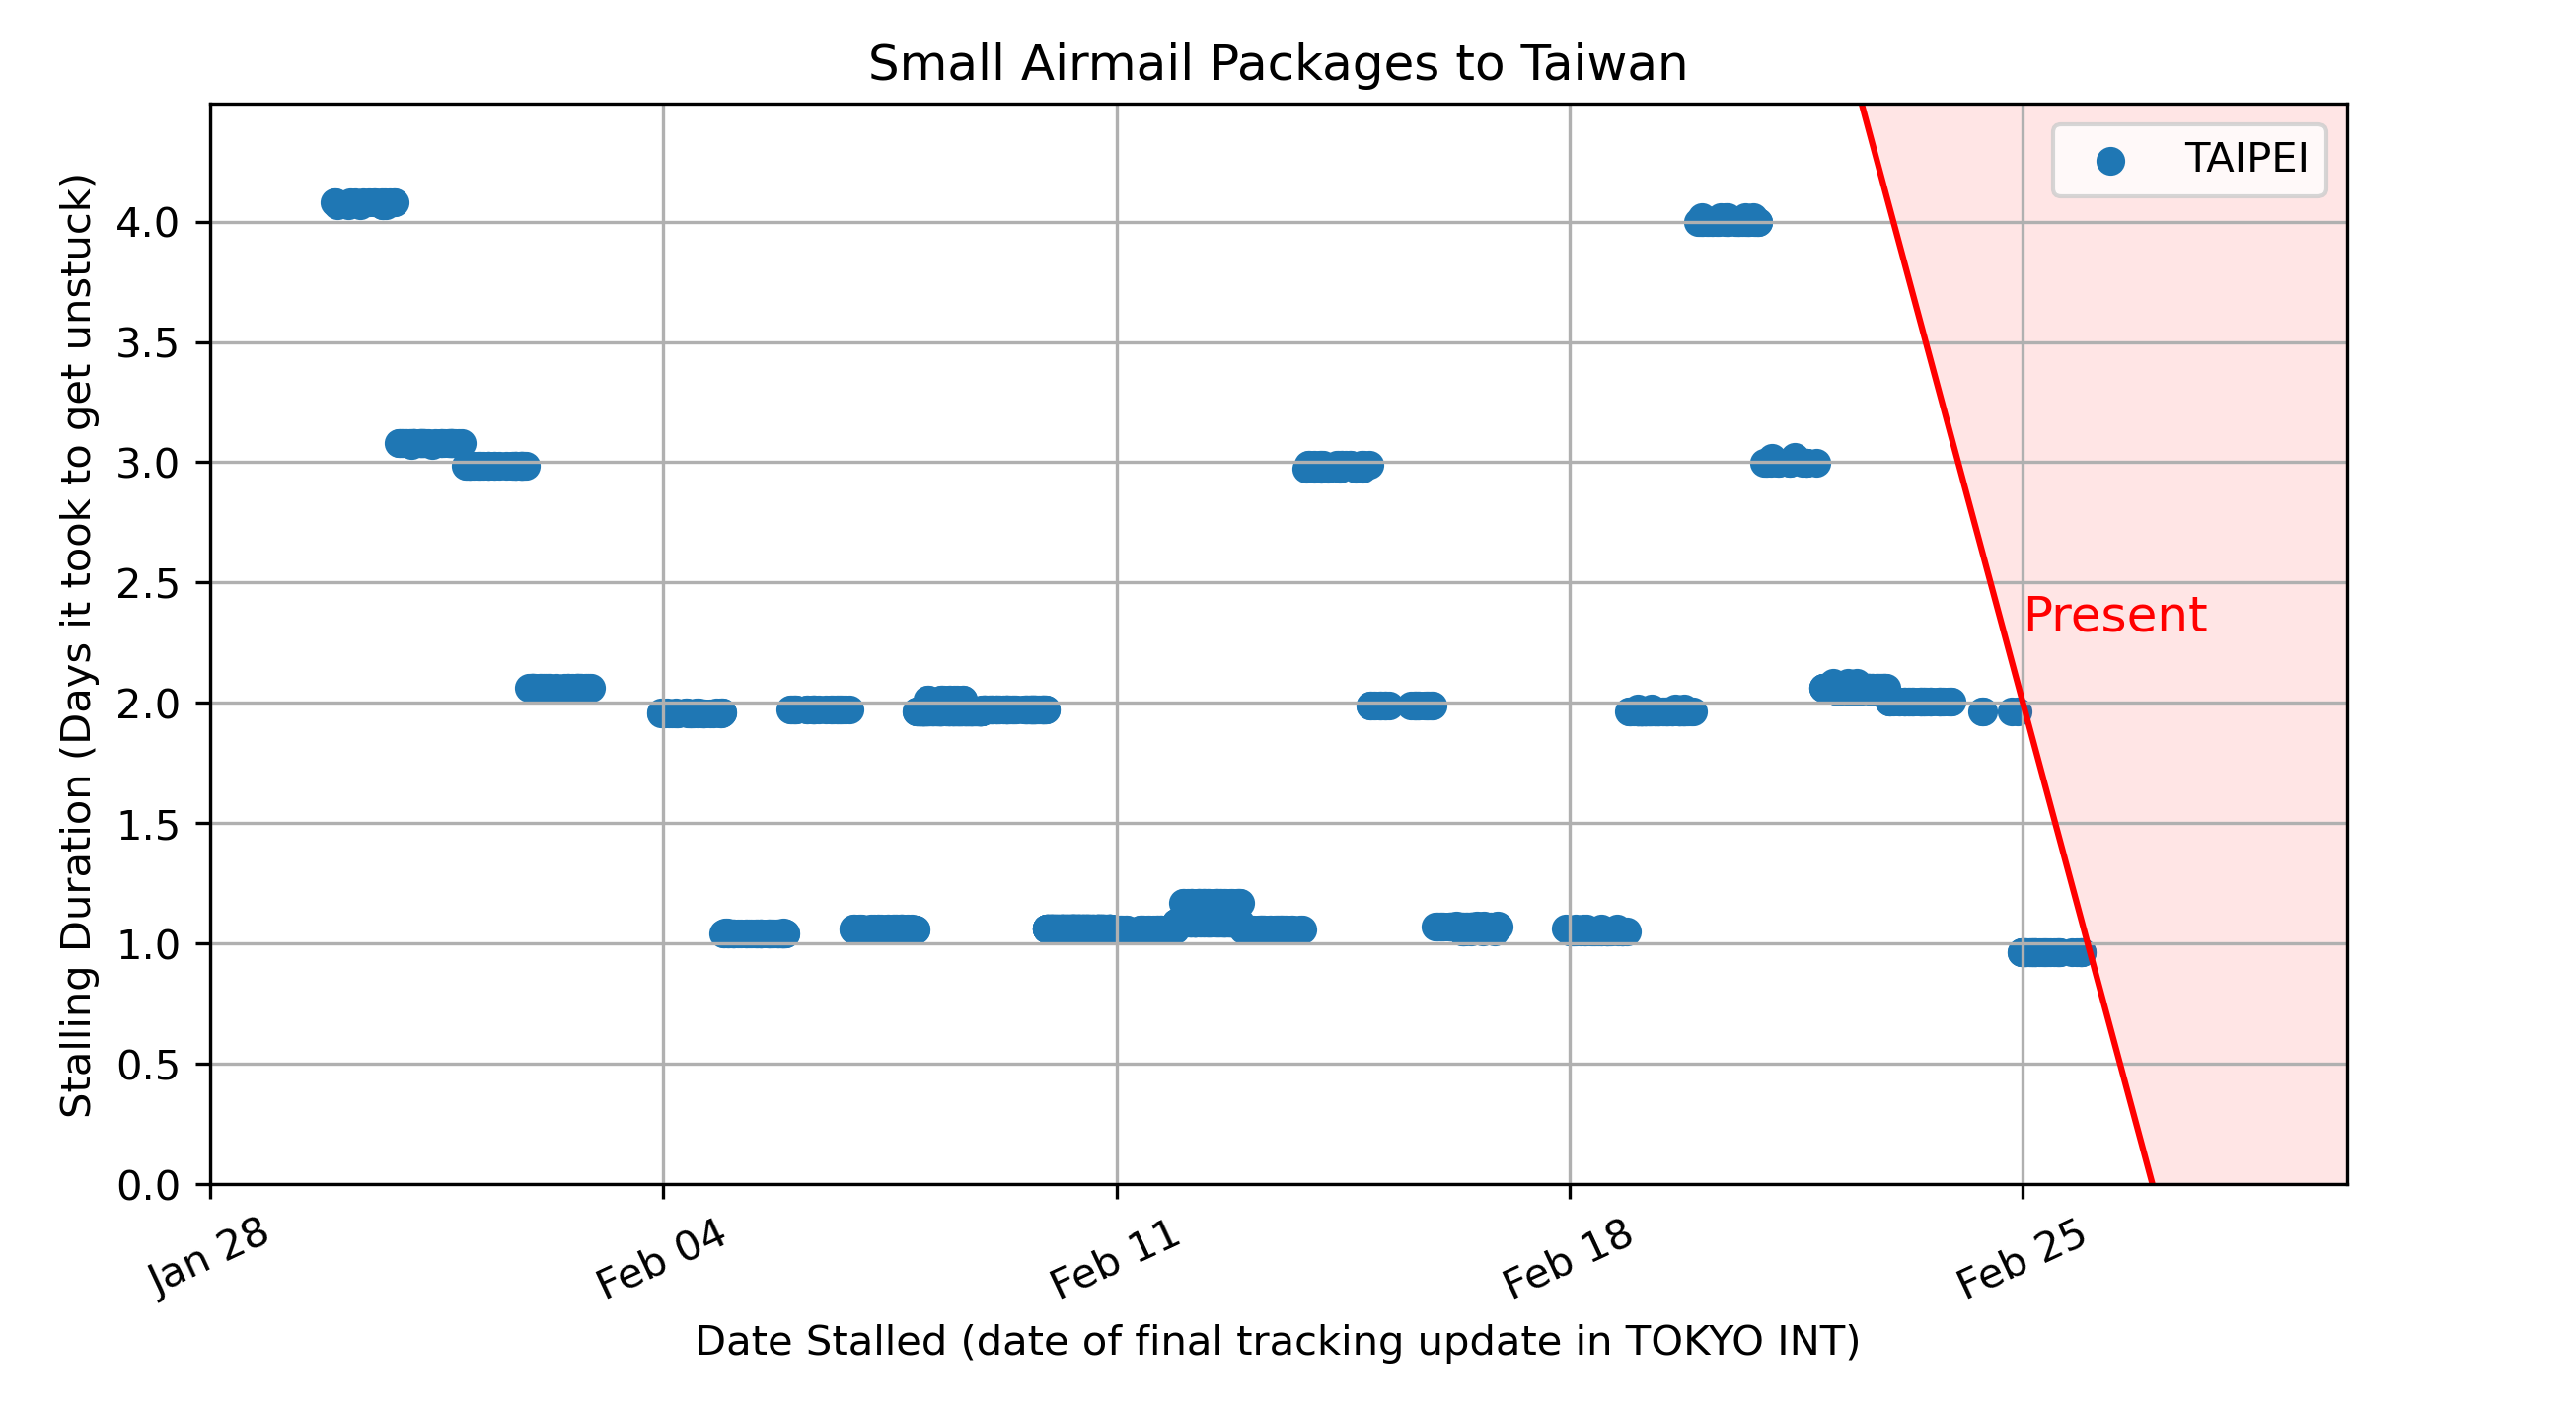 Small Airmail Packages to Taiwan
TAIPEI
Stalling Duration (Days it took to get unstuck)
4.0
3.5
3.0
2.5
2.0
1.5
1.0
0.5
0.0
Present
Jan 28
Feb 04
Feb 11
Feb 18
Feb 25
Date Stalled (date of final tracking update in TOKYO INT)